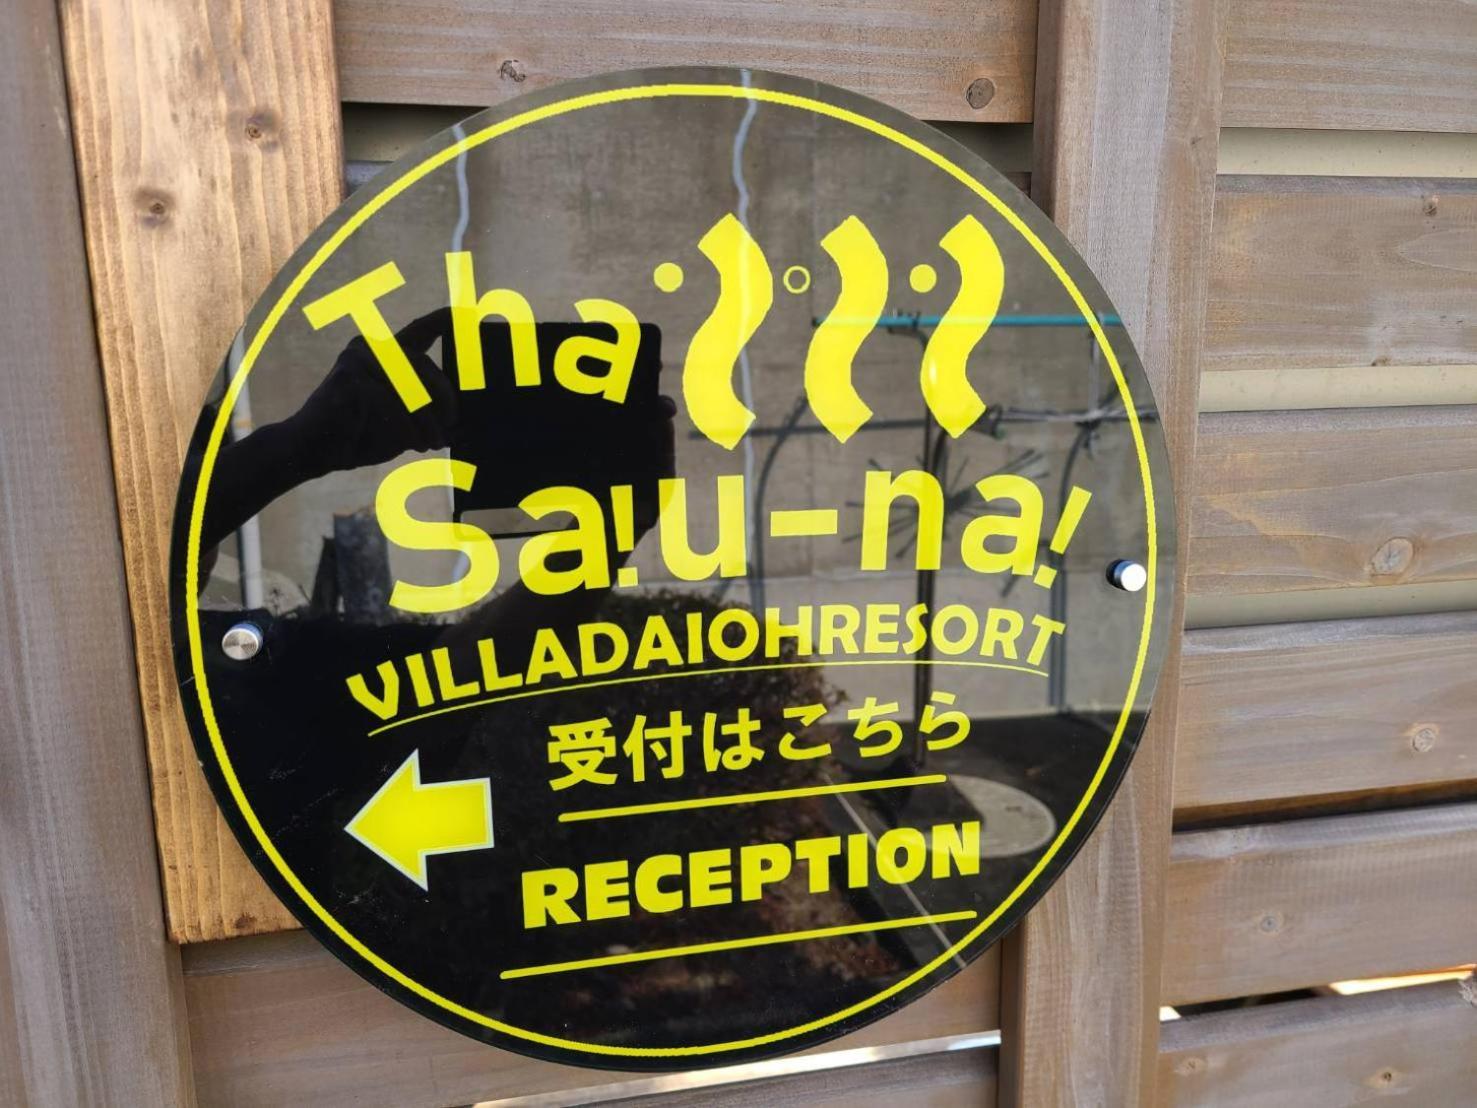 Tha
Sa!u-na!
VILLADAIOHRESORT
受付はこちら
RECEPTION